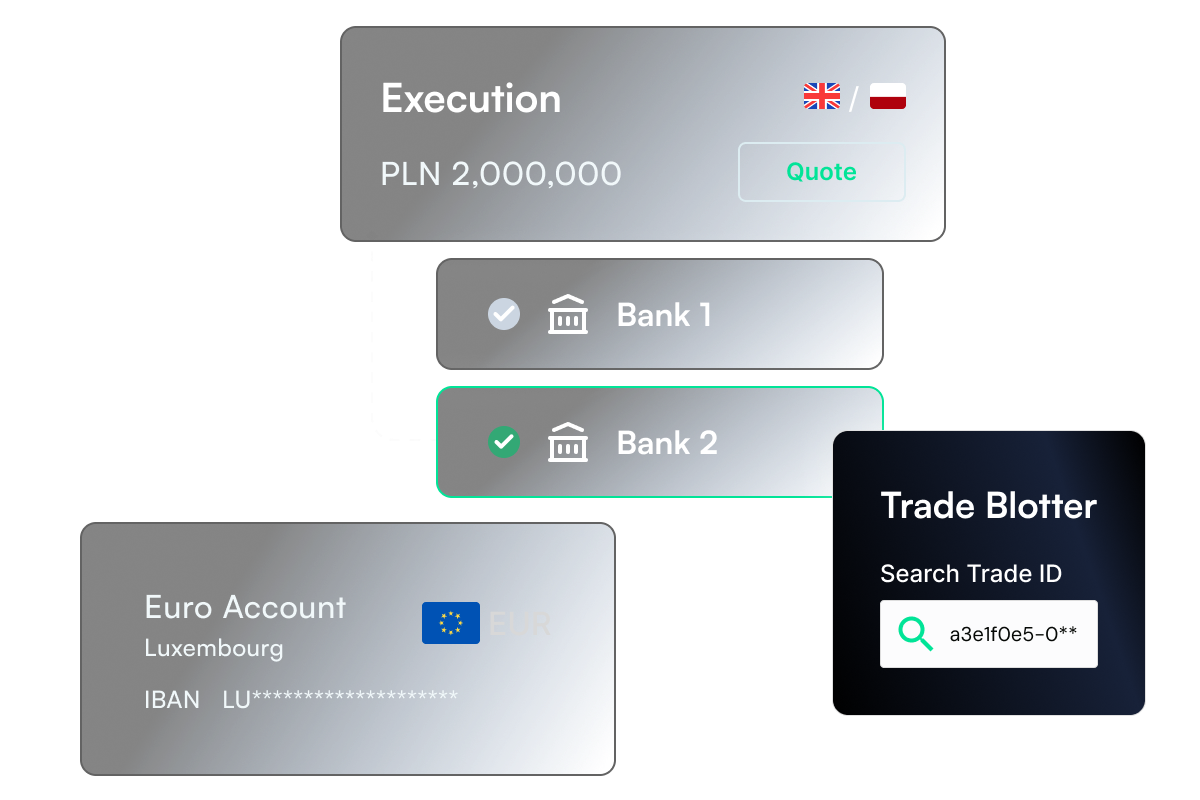 Execution
/
PLN 2,000,000
Quote
Bank 1
Bank 2
Trade Blotter
Search Trade ID
a3e1f0e5-0**
Euro Account
EUR
Luxembourg
IBAN LU*******************